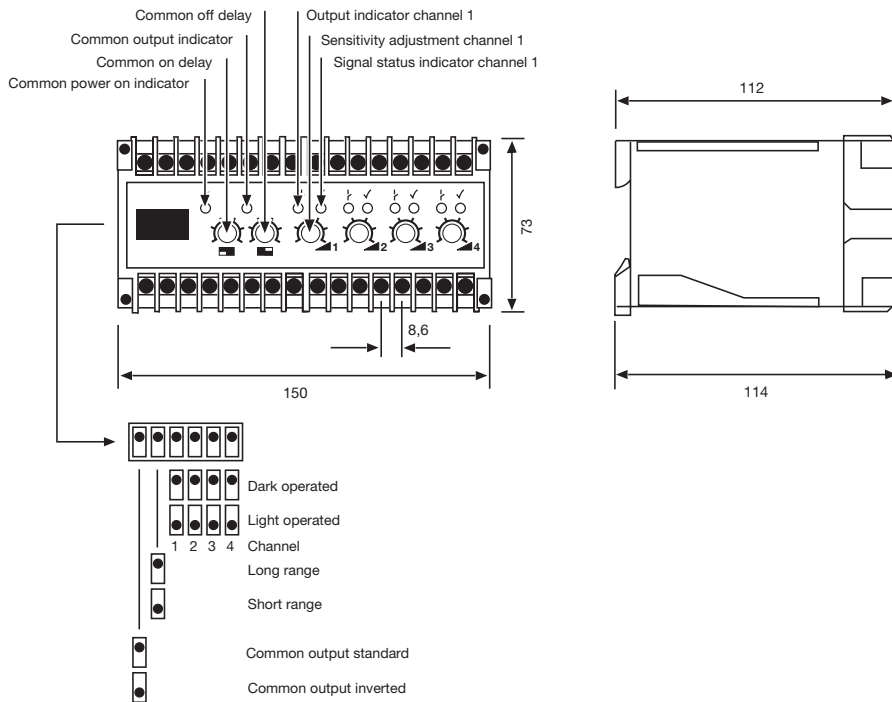 Common off delay
Output indicator channel 1
Common output indicator
Sensitivity adjustment channel 1
Common on delay
Signal status indicator channel 1
Common power on indicator
112
73
1
2
3
4
8,6
150
114
Dark operated
Light operated
1 2 3 4 Channel
Long range
Short range
Common output standard
Common output inverted